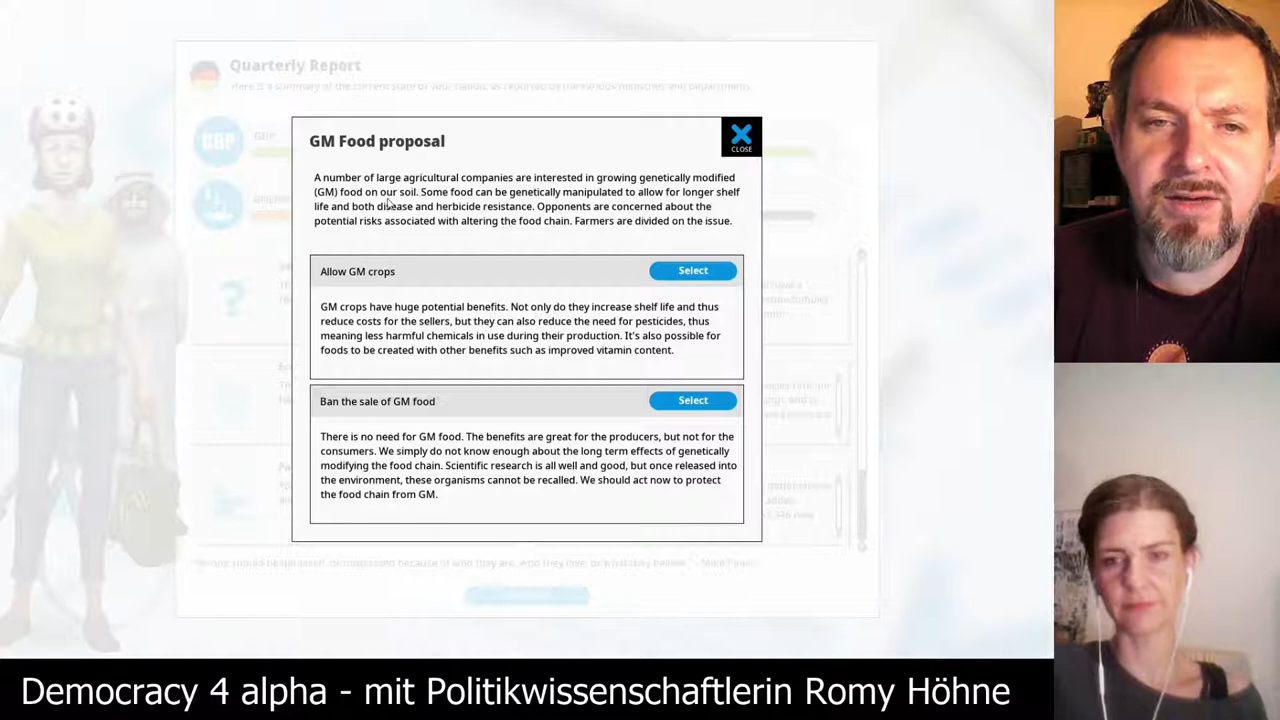 Quarterly Report
GDP
GDP
GM Food proposal
CLOSE
A number of large agricultural companies are interested in growing genetically modified
(GM) food on our soil. Some food can be genetically manipulated to allow for longer shelf
life and both disease and herbicide resistance. Opponents are concerned about the
potential risks associated with altering the food chain. Farmers are divided on the issue.
Allow GM crops
Select
GM crops have huge potential benefits. Not only do they increase shelf life and thus
reduce costs for the sellers, but they can also reduce the need for pesticides, thus
meaning less harmful chemicals in use during their production. It's also possible for
foods to be created with other benefits such as improved vitamin content.
Ban the sale of GM food
Select
There is no need for GM food. The benefits are great for the producers, but not for the
consumers. We simply do not know enough about the long term effects of genetically
modifying the food chain. Scientific research is all well and good, but once released into
the environment, these organisms cannot be recalled. We should act now to protect
the food chain from GM.
Democracy 4 alpha - mit Politikwissenschaftlerin Romy Höhne